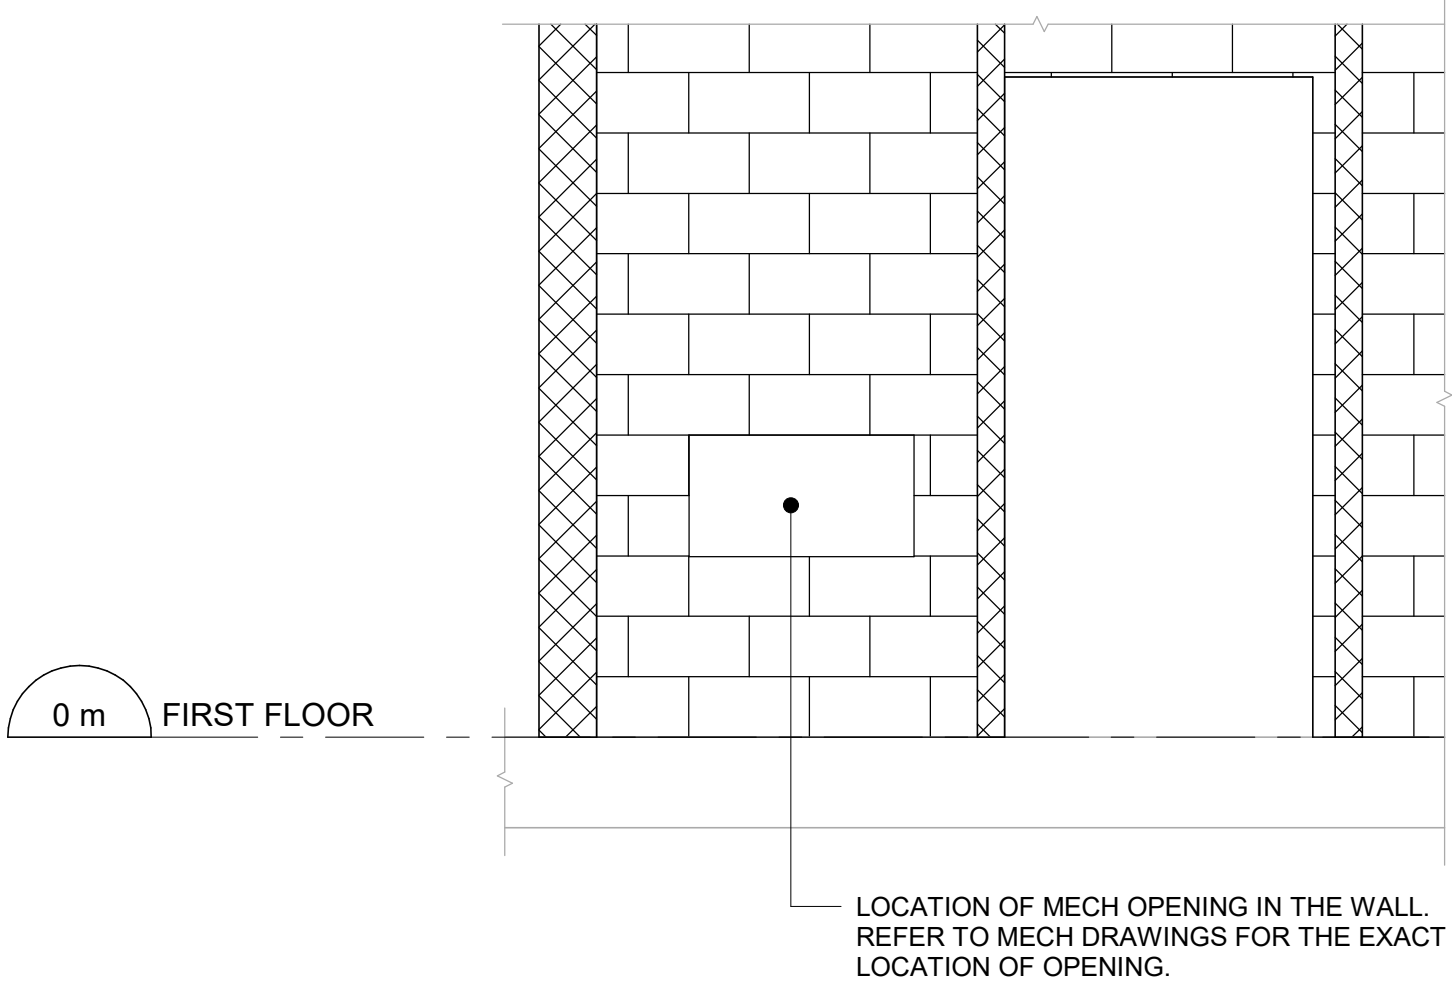 0 m
FIRST FLOOR
LOCATION OF MECH OPENING IN THE WALL.
REFER TO MECH DRAWINGS FOR THE EXACT
LOCATION OF OPENING.